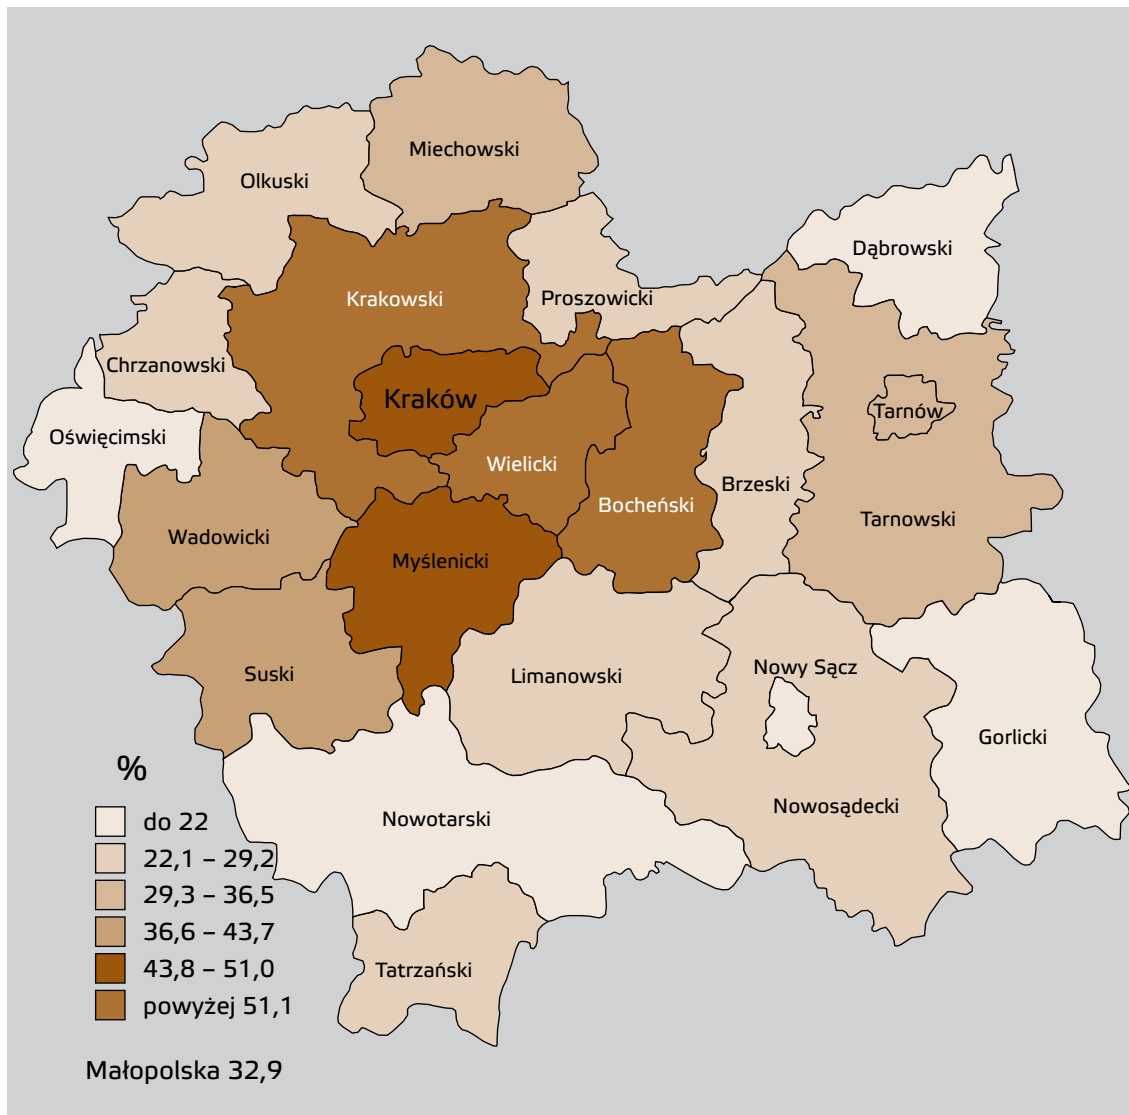 Miechowski
Olkuski
Dąbrowski
Krakowski
Proszowicki
Chrzanowski
Kraków
Tarnów
Oświęcimski
Wielicki
Brzeski
Bocheński
Tarnowski
Wadowicki
Myślenicki
Suski
Limanowski
Nowy Sącz
Gorlicki
Nowotarski
Nowosądecki
Tatrzański
%
do 22
22,1 – 29,2
29,3 – 36,5
36,6 – 43,7
43,8 – 51,0
powyżej 51,1
Małopolska 32,9